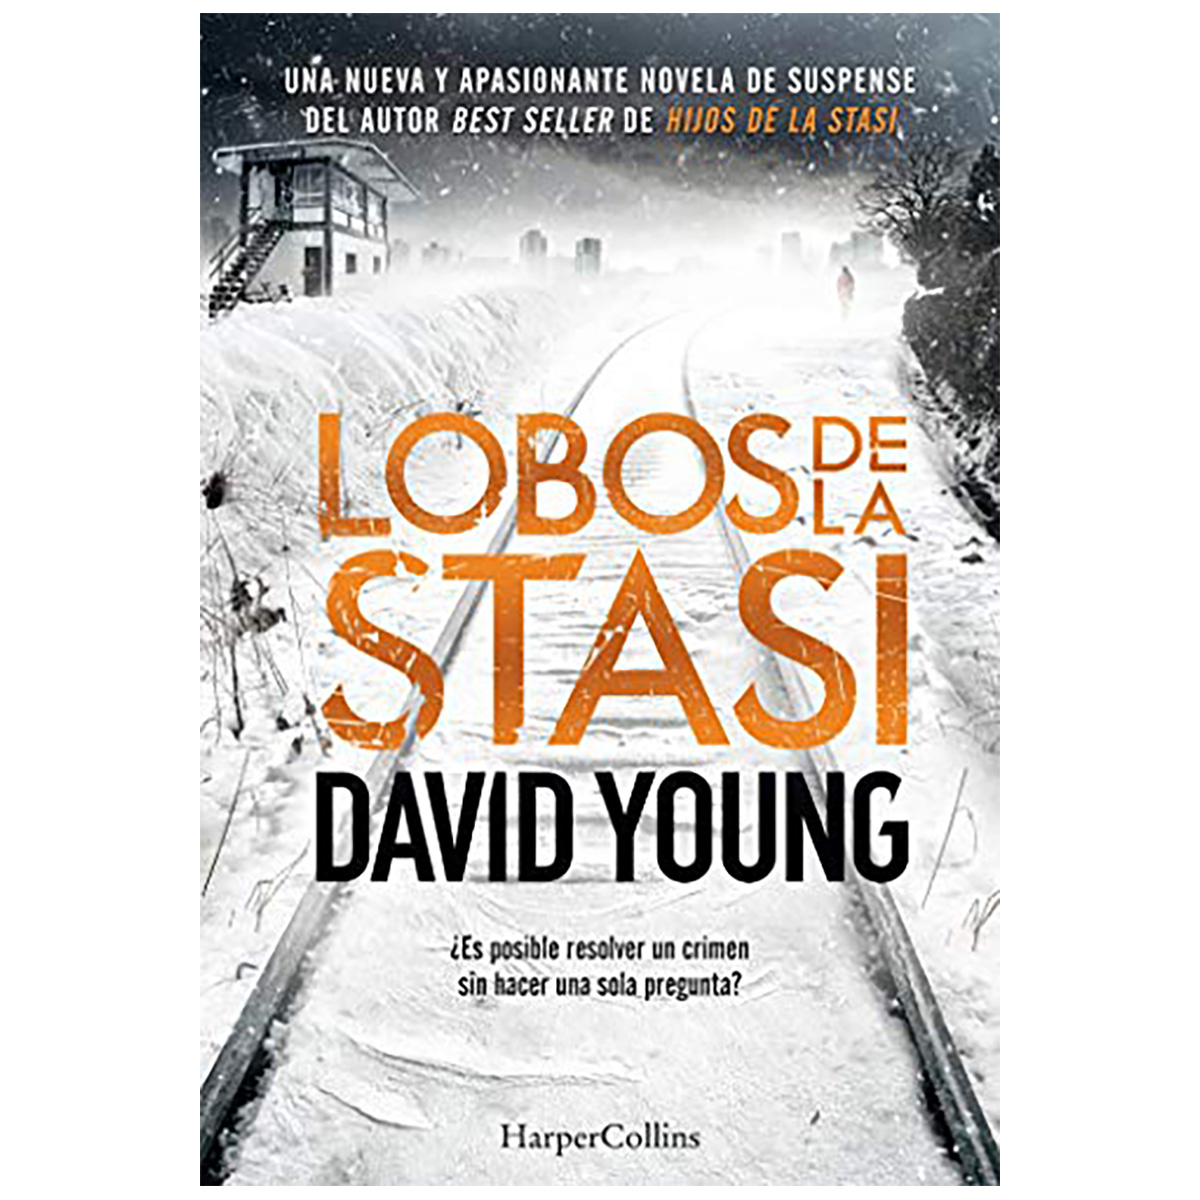 UNA NUEVA Y APASIONANTE NOVELA DE SUSPENSE
DEL AUTOR BEST SELLER DE HIJOS DE LA STASI
LOBOS DE LA
STASI
DAVID YOUNG
¿Es posible resolver un crimen
sin hacer una sola pregunta?
HarperCollins